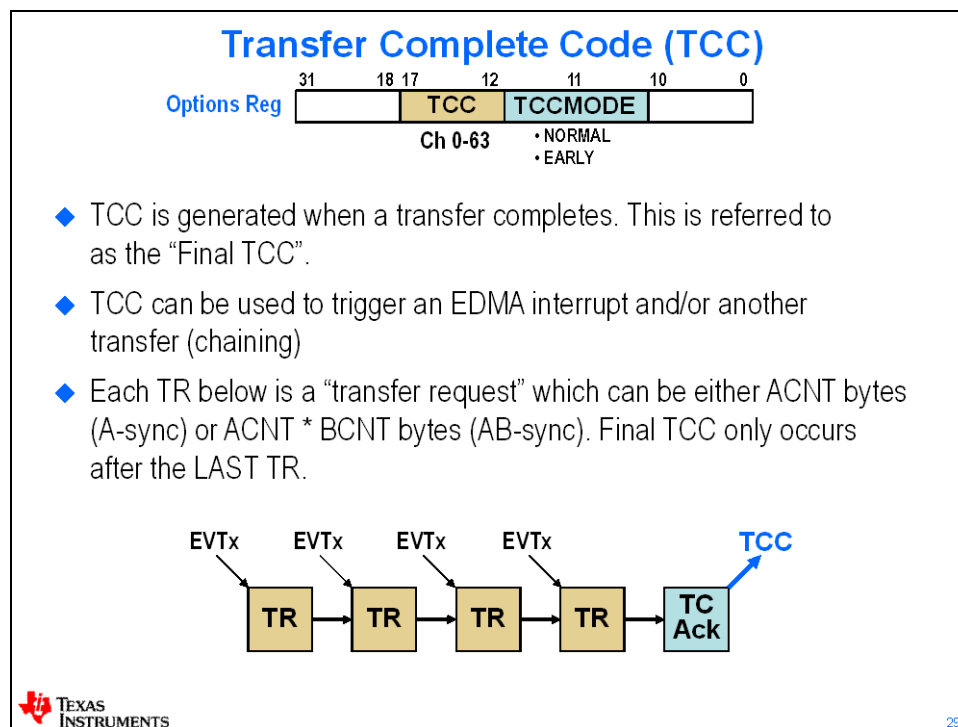 Transfer Complete Code (TCC)
31 18 17 12 11 10 0
Options Reg TCC TCCMODE
Ch 0-63
• NORMAL
• EARLY
TCC is generated when a transfer completes. This is referred to
as the “Final TCC”.
TCC can be used to trigger an EDMA interrupt and/or another
transfer (chaining)
Each TR below is a “transfer request” which can be either ACNT bytes
(A-sync) or ACNT * BCNT bytes (AB-sync). Final TCC only occurs
after the LAST TR.
EVTx EVTx EVTx EVTx TCC
TR TR TR TR TC
Ack
TEXAS
INSTRUMENTS
29